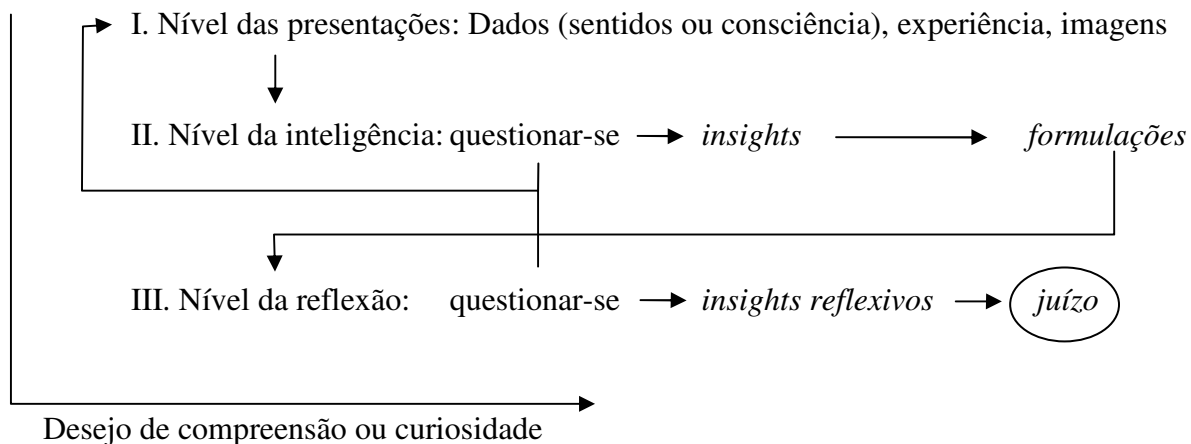 I. Nível das presentações: Dados (sentidos ou consciência), experiência, imagens
II. Nível da inteligência: questionar-se insights formulações
III. Nível da reflexão: questionar-se insights reflexivos juízo
Desejo de compreensão ou curiosidade